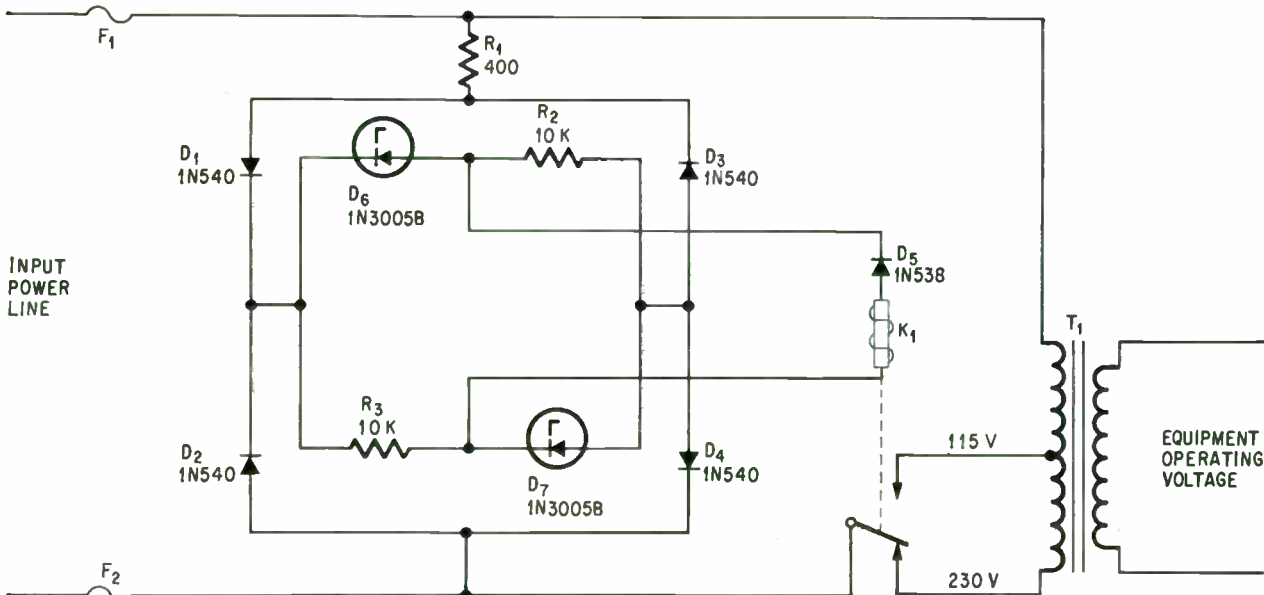 F1
R1
400
R2
10 K
D1
1N540
D3
1N540
D6
1N3005B
INPUT
POWER
LINE
D5
1N538
K1
T1
R3
10 K
D2
1N540
D4
1N540
D7
1N3005B
115 V
EQUIPMENT
OPERATING
VOLTAGE
F2
230 V